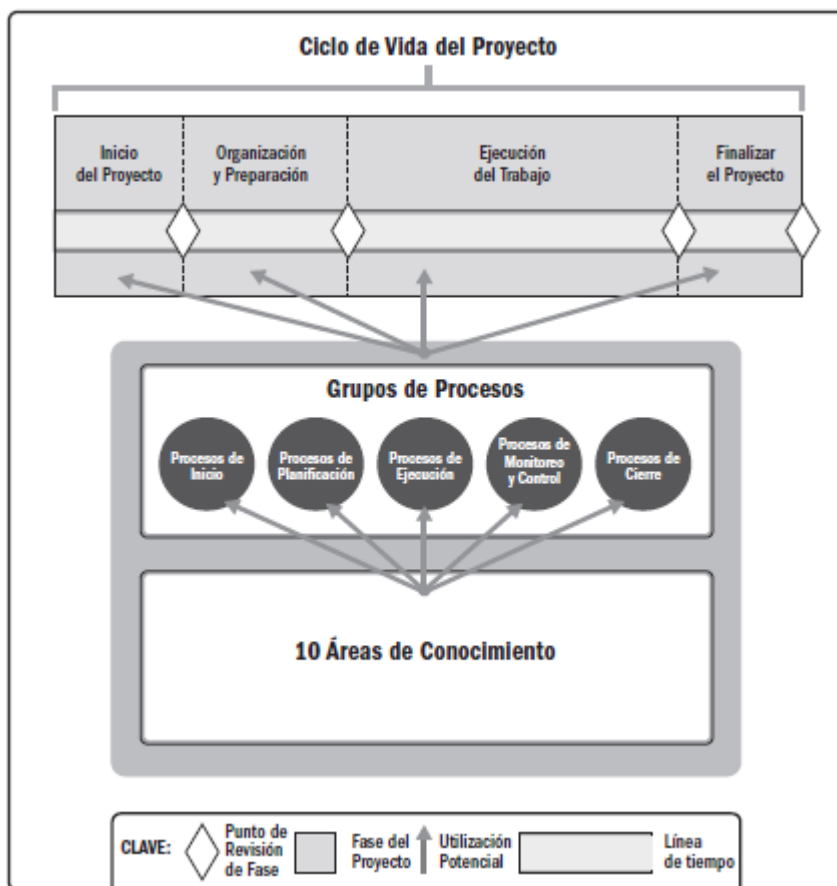 Ciclo de Vida del Proyecto
Inicio
del Proyecto
Organización
y Preparación
Ejecución
del Trabajo
Finalizar
el Proyecto
Grupos de Procesos
Procesos de
Inicio
Procesos de
Planificación
Procesos de
Ejecución
Procesos de
Monitoreo
y Control
Procesos de
Cierre
10 Áreas de Conocimiento
CLAVE:
Punto de
Revisión
de Fase
Fase del
Proyecto
Utilización
Potencial
Línea
de tiempo